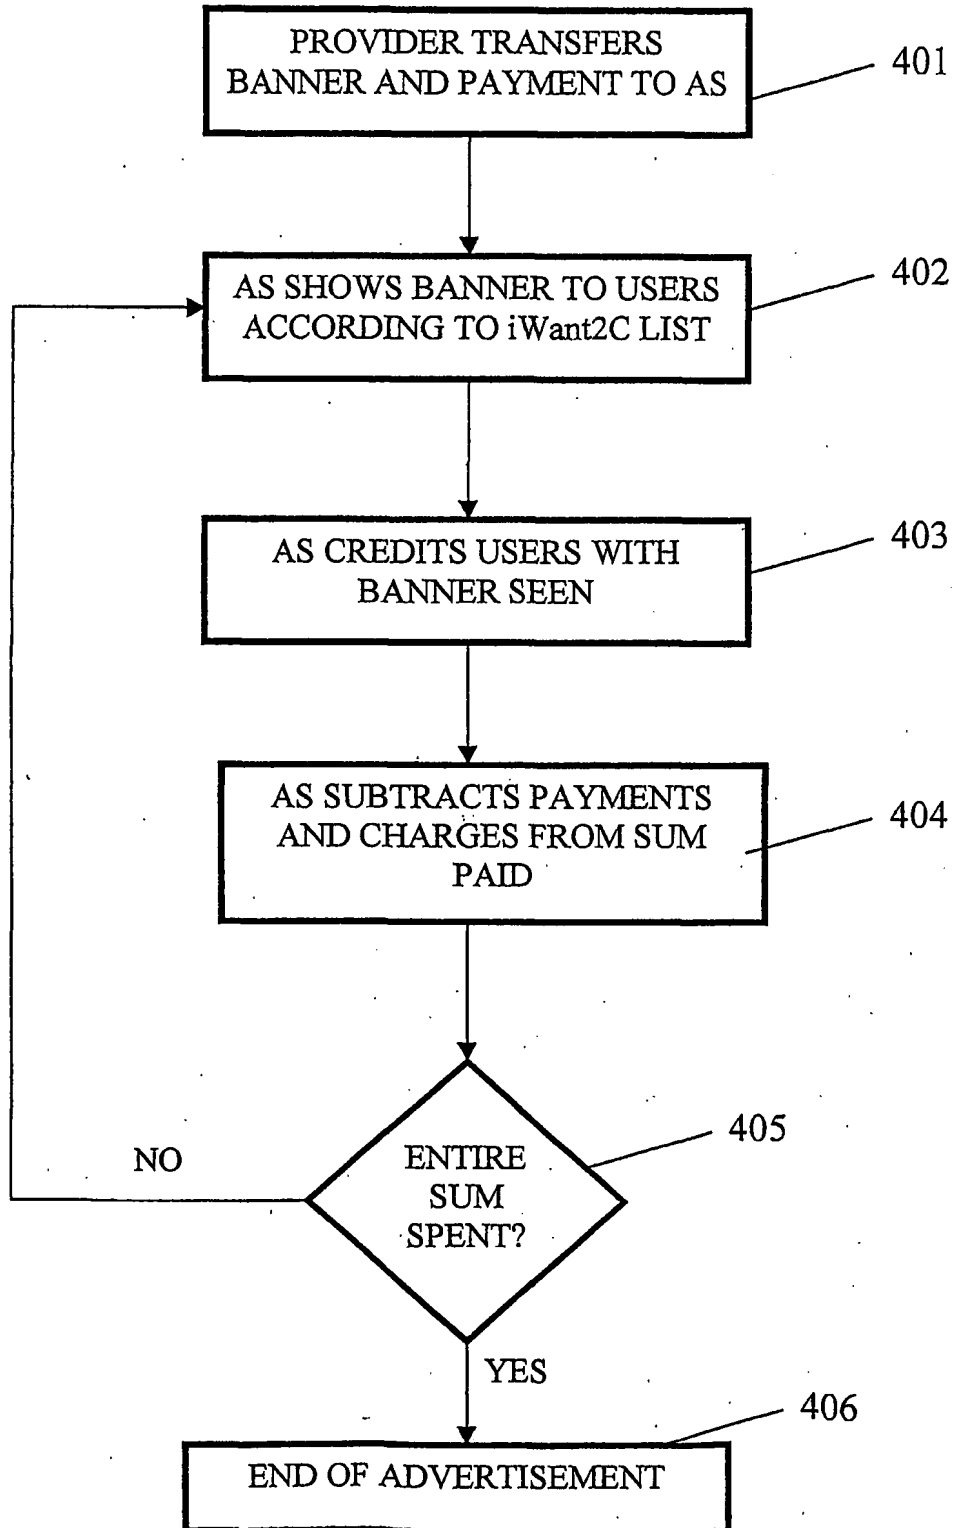 PROVIDER TRANSFERS
BANNER AND PAYMENT TO AS
401
AS SHOWS BANNER TO USERS
ACCORDING TO iWant2C LIST
402
AS CREDITS USERS WITH
BANNER SEEN
403
AS SUBTRACTS PAYMENTS
AND CHARGES FROM SUM
PAID
404
ENTIRE
SUM
SPENT?
405
NO
YES
END OF ADVERTISEMENT
406